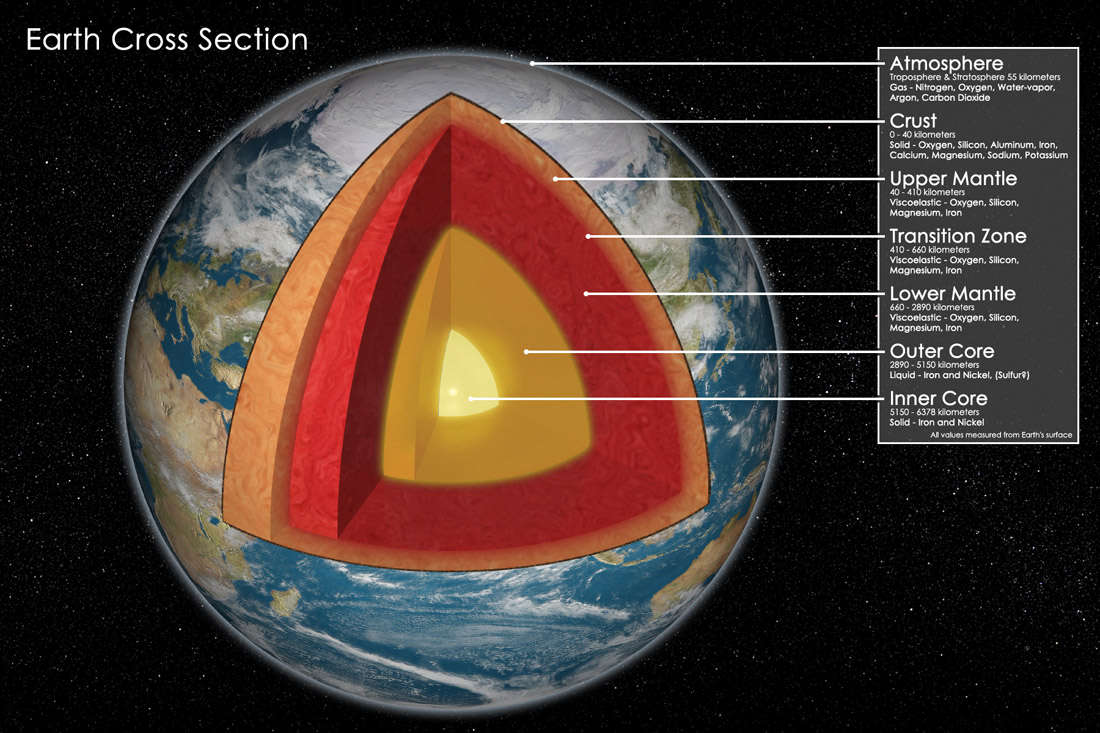 Earth Cross Section
Atmosphere
Troposphere & Stratosphere 55 kilometers
Gas - Nitrogen, Oxygen, Water-vapor,
Argon, Carbon Dioxide
Crust
0 - 40 kilometers
Solid - Oxygen, Silicon, Aluminum, Iron,
Calcium, Magnesium, Sodium, Potassium
Upper Mantle
40 - 410 kilometers
Viscoelastic - Oxygen, Silicon,
Magnesium, Iron
Transition Zone
410 - 660 kilometers
Viscoelastic - Oxygen, Silicon,
Magnesium, Iron
Lower Mantle
660 - 2890 kilometers
Viscoelastic - Oxygen, Silicon,
Magnesium, Iron
Outer Core
2890 - 5150 kilometers
Liquid - Iron and Nickel, (Sulfur?)
Inner Core
5150 - 6378 kilometers
Solid - Iron and Nickel
All values measured from Earth's surface